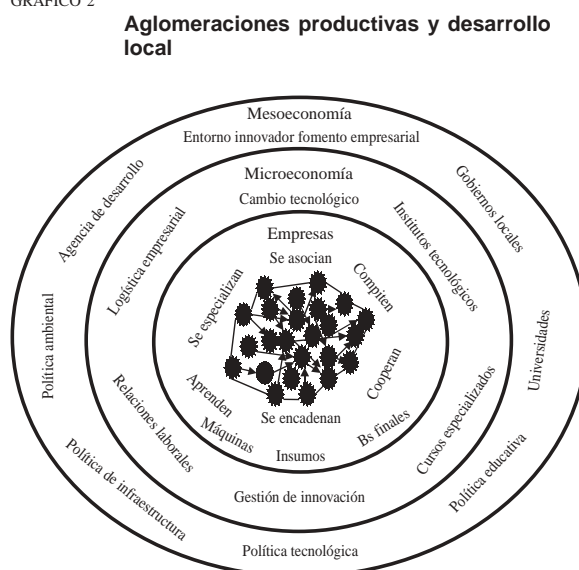 GRÁFICO 2
Aglomeraciones productivas y desarrollo
local
Mesoeconomía
Entorno innovador fomento empresarial
Agencia de desarrollo
Gobiernos locales
Política ambiental
Universidades
Política de infraestructura
Política educativa
Política tecnológica
Microeconomía
Cambio tecnológico
Logística empresarial
Institutos tecnológicos
Relaciones laborales
Cursos especializados
Gestión de innovación
Empresas
Se asocian
Se especializan
Compiten
Aprenden
Cooperan
Se encadenan
Máquinas
Insumos
Bs finales